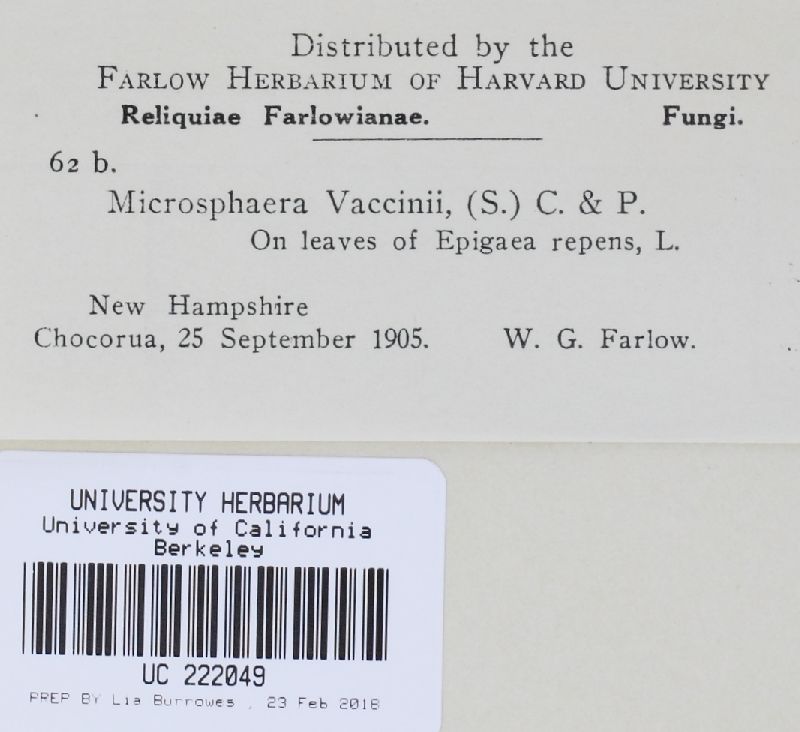 Distributed by the
FARLOW HERBARIUM OF HARVARD UNIVERSITY
Reliquiae Farlowianae. Fungi.
62 b.
Microsphaera Vaccinii, (S.) C. & P.
On leaves of Epigaea repens, L.
New Hampshire
Chocorua, 25 September 1905. W. G. Farlow.
UNIVERSITY HERBARIUM
University of California
Berkeley
UC 222049
PREP BY Lia Burrowes , 23 Feb 2018